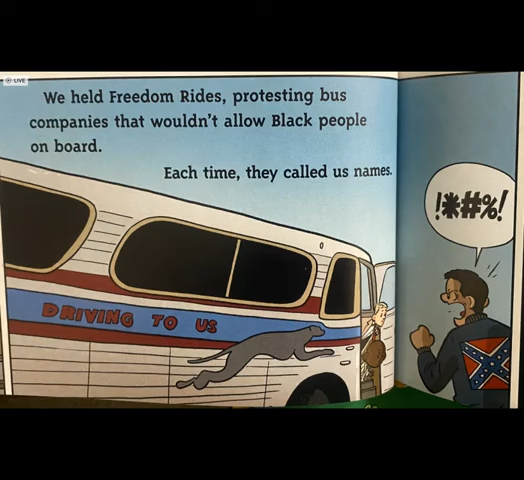 LIVE
We held Freedom Rides, protesting bus
companies that wouldn't allow Black people
on board.
Each time, they called us names.
!*#%!
DRIVING TO US